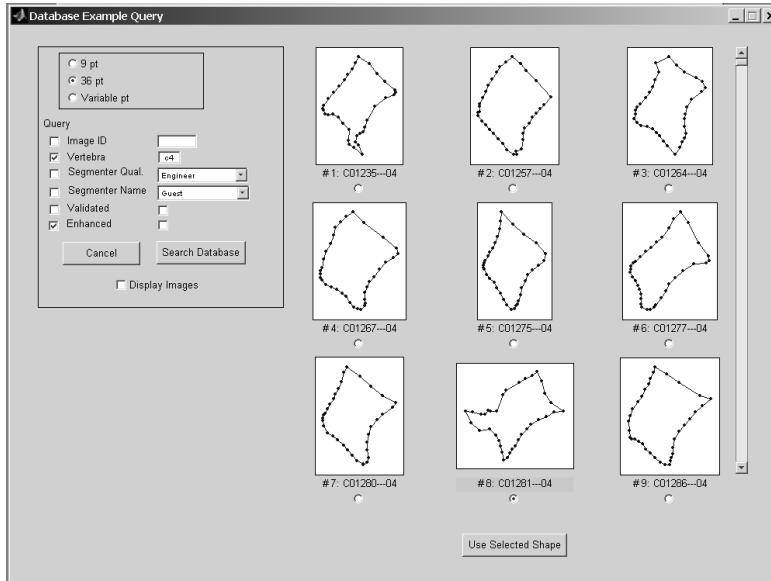 Database Example Query
9 pt
36 pt
Variable pt
Query
Image ID
Vertebra c4
Segmenter Qual. Engineer
Segmenter Name Guest
Validated
Enhanced
Cancel Search Database
Display Images
#1: C01235---04 #2: C01257---04 #3: C01264---04
#4: C01267---04 #5: C01275---04 #6: C01277---04
#7: C01280---04 #8: C01281---04 #9: C01286---04
Use Selected Shape